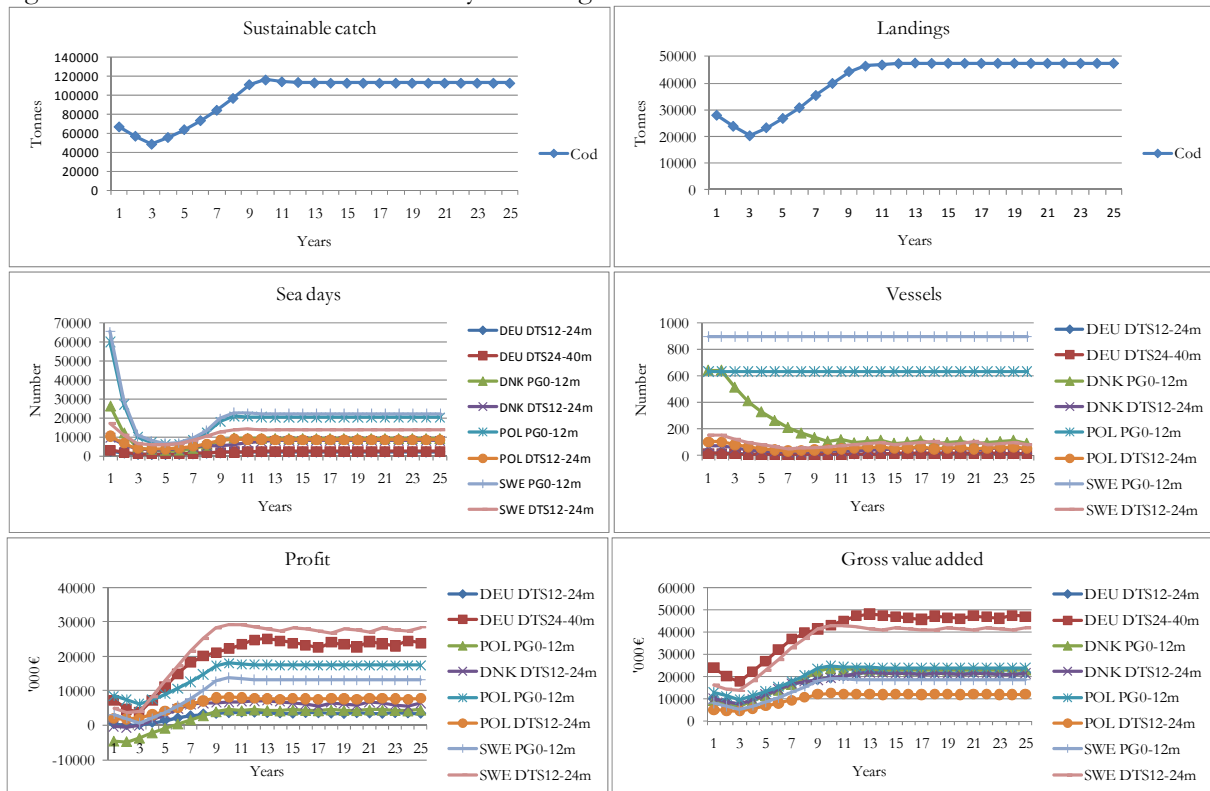 Sustainable catch
140000
120000
100000
80000
60000
40000
20000
0
Tonnes
1 3 5 7 9 11 13 15 17 19 21 23 25
Years
Cod
Landings
50000
40000
30000
20000
10000
0
Tonnes
1 3 5 7 9 11 13 15 17 19 21 23 25
Years
Cod
Sea days
70000
60000
50000
40000
30000
20000
10000
0
Number
1 3 5 7 9 11 13 15 17 19 21 23 25
Years
DEU DTS12-24m
DEU DTS24-40m
DNK PG0-12m
DNK DTS12-24m
POL PG0-12m
POL DTS12-24m
SWE PG0-12m
SWE DTS12-24m
Vessels
1000
800
600
400
200
0
Number
1 3 5 7 9 11 13 15 17 19 21 23 25
Years
DEU DTS12-24m
DEU DTS24-40m
DNK PG0-12m
DNK DTS12-24m
POL PG0-12m
POL DTS12-24m
SWE PG0-12m
SWE DTS12-24m
Profit
40000
30000
20000
10000
0
-10000
'000 €
1 3 5 7 9 11 13 15 17 19 21 23 25
Years
DEU DTS12-24m
DEU DTS24-40m
POL PG0-12m
DNK DTS12-24m
POL PG0-12m
POL DTS12-24m
SWE PG0-12m
SWE DTS12-24m
Gross value added
60000
50000
40000
30000
20000
10000
0
'000 €
1 3 5 7 9 11 13 15 17 19 21 23 25
Years
DEU DTS12-24m
DEU DTS24-40m
DNK PG0-12m
DNK DTS12-24m
POL PG0-12m
POL DTS12-24m
SWE PG0-12m
SWE DTS12-24m